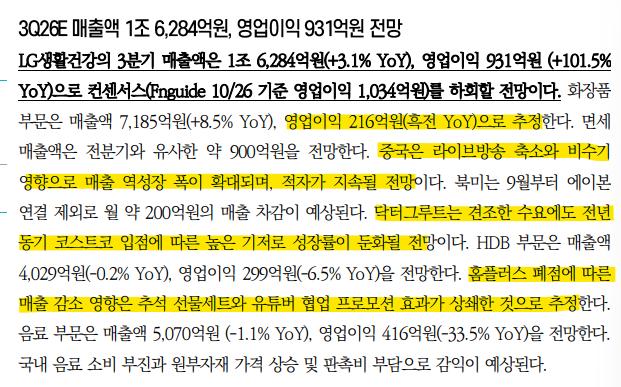 3Q26E 매출액 1조 6,284억원, 영업이익 931억원 전망
LG생활건강의 3분기 매출액은 1조 6,284억원(+3.1% YoY), 영업이익 931억원 (+101.5%
YoY)으로 컨센서스(Fnguide 10/26 기준 영업이익 1,034억원)를 하회할 전망이다. 화장품
부문은 매출액 7,185억원(+8.5% YoY), 영업이익 216억원(흑전 YoY)으로 추정한다. 면세
매출액은 전분기와 유사한 약 900억원을 전망한다. 중국은 라이브방송 축소와 비수기
영향으로 매출 역성장 폭이 확대되며, 적자가 지속될 전망이다. 북미는 9월부터 에이본
연결 제외로 월 약 200억원의 매출 차감이 예상된다. 닥터그루트는 견조한 수요에도 전년
동기 코스트코 입점에 따른 높은 기저로 성장률이 둔화될 전망이다. HDB 부문은 매출액
4,029억원(-0.2% YoY), 영업이익 299억원(-6.5% YoY)을 전망한다. 홈플러스 폐점에 따른
매출 감소 영향은 추석 선물세트와 유튜버 협업 프로모션 효과가 상쇄한 것으로 추정한다.
음료 부문은 매출액 5,070억원 (-1.1% YoY), 영업이익 416억원(-33.5% YoY)을 전망한다.
국내 음료 소비 부진과 원부자재 가격 상승 및 판촉비 부담으로 감익이 예상된다.